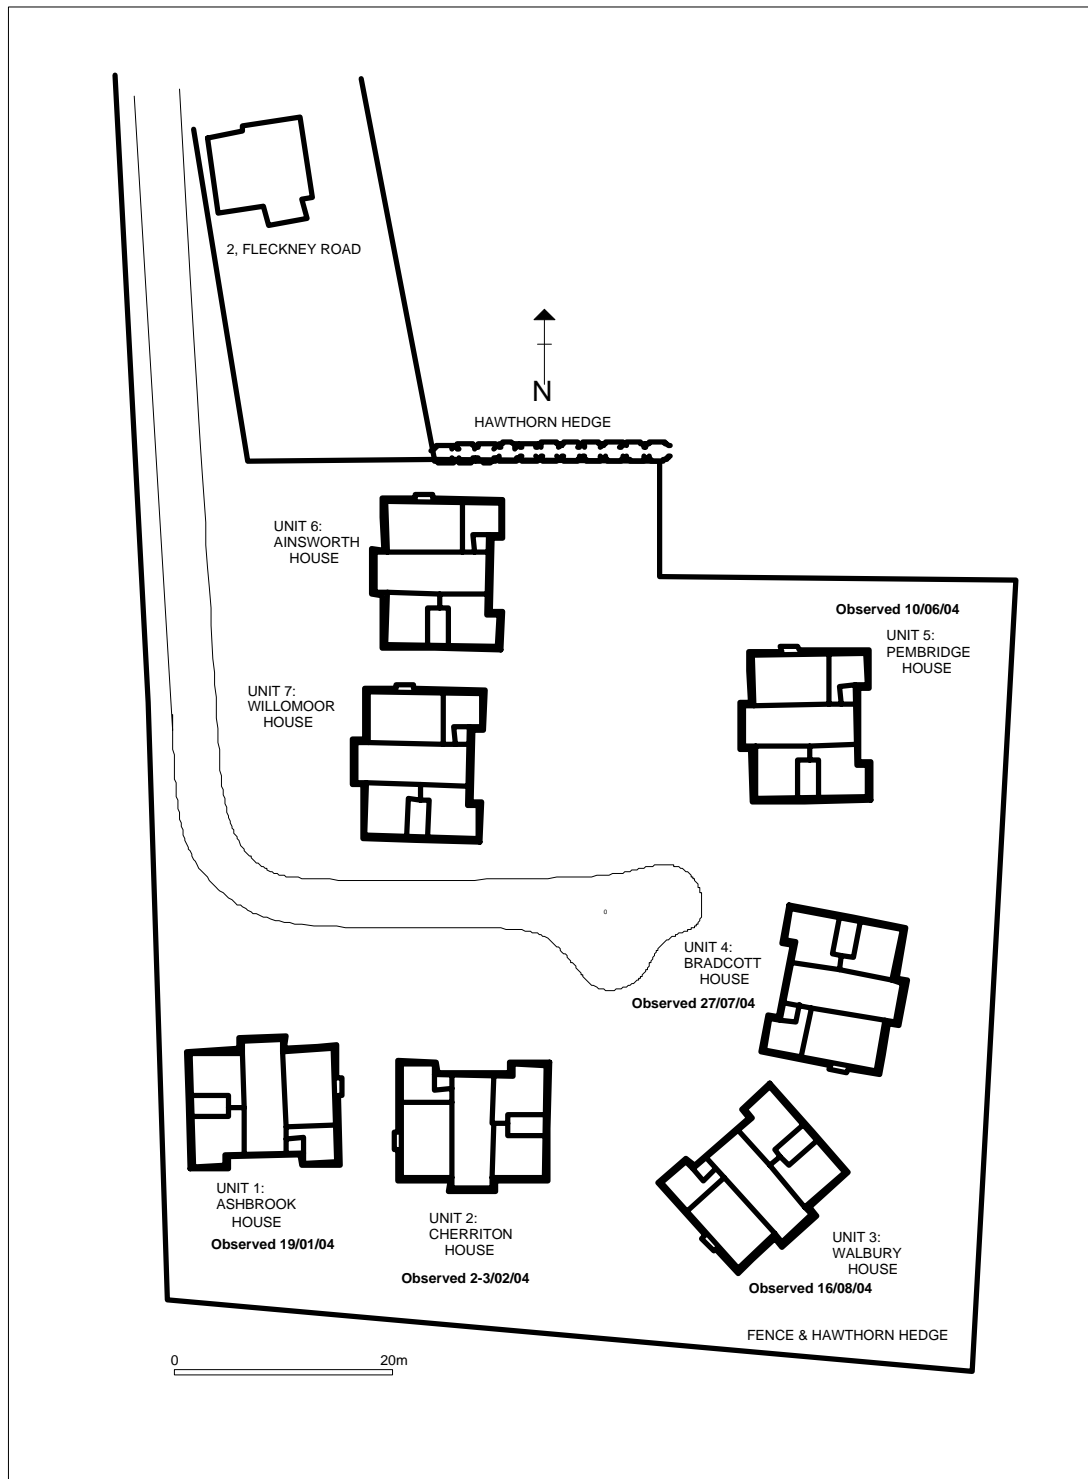 2, FLECKNEY ROAD
N
HAWTHORN HEDGE
UNIT 6:
AINSWORTH
HOUSE
Observed 10/06/04
UNIT 5:
PEMBRIDGE
HOUSE
UNIT 7:
WILLOMOOR
HOUSE
UNIT 4:
BRADCOTT
HOUSE
Observed 27/07/04
UNIT 1:
ASHBROOK
HOUSE
Observed 19/01/04
UNIT 2:
CHERRITON
HOUSE
Observed 2-3/02/04
UNIT 3:
WALBURY
HOUSE
Observed 16/08/04
FENCE & HAWTHORN HEDGE
0 20m